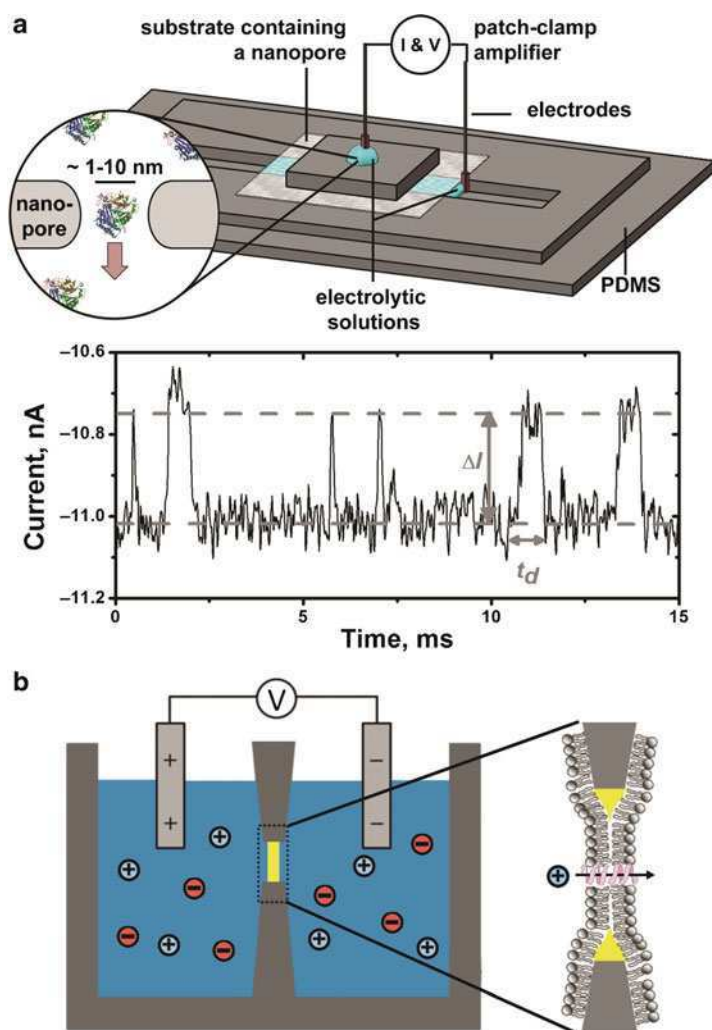 a
substrate containing
a nanopore
I & V
patch-clamp
amplifier
electrodes
~ 1-10 nm
nano-
pore
electrolytic
solutions
PDMS
Current, nA
–10.6
–10.8
–11.0
–11.2
ΔI
t_d
0
5
10
15
Time, ms
b
V
+
+
–
–
+
+
+
+
+
+
–
–
–
–
–
–
+